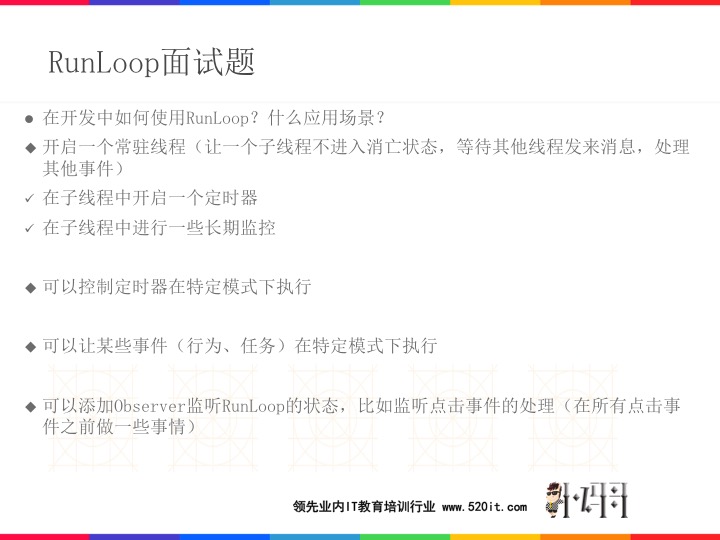 RunLoop面试题
在开发中如何使用RunLoop？什么应用场景？
开启一个常驻线程（让一个子线程不进入消亡状态，等待其他线程发来消息，处理
其他事件）
在子线程中开启一个定时器
在子线程中进行一些长期监控
可以控制定时器在特定模式下执行
可以让某些事件（行为、任务）在特定模式下执行
可以添加Observer监听RunLoop的状态，比如监听点击事件的处理（在所有点击事
件之前做一些事情）
领先业内IT教育培训行业 www.520it.com
小码哥